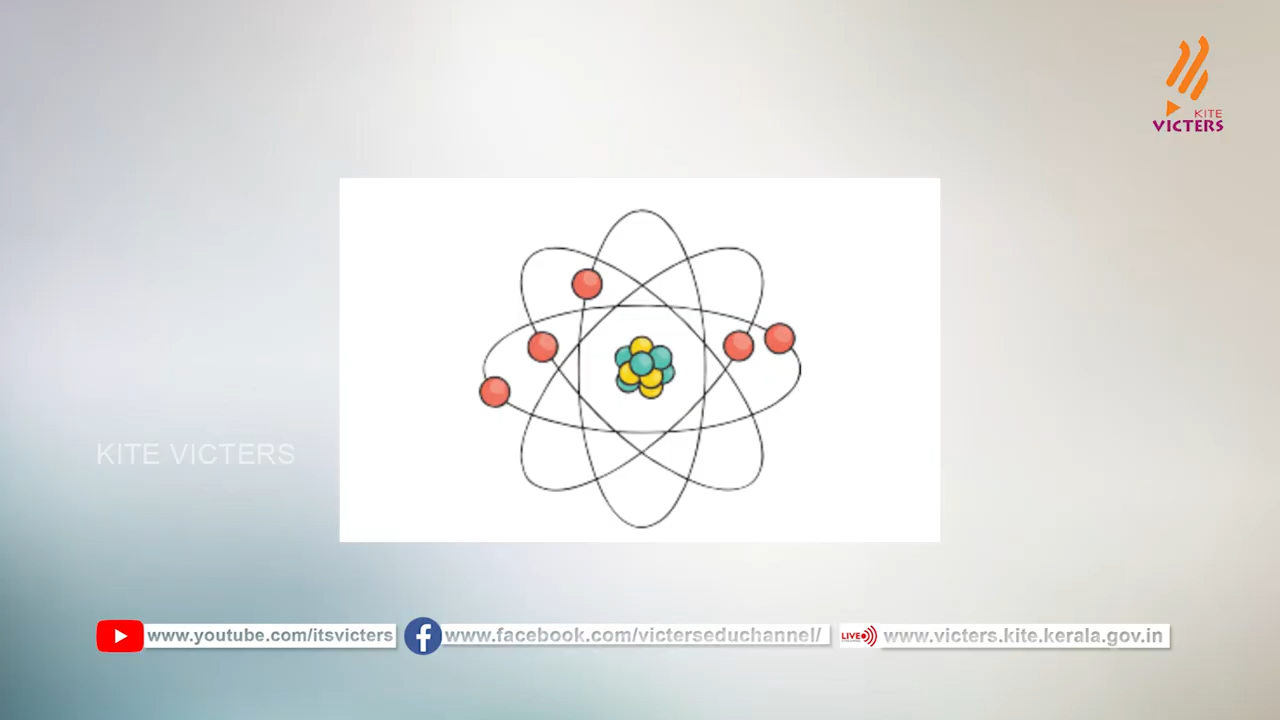 KITE
VICTERS
KITE VICTERS
www.youtube.com/itsvicters
www.facebook.com/victerseduchannel/
LIVE
www.victers.kite.kerala.gov.in